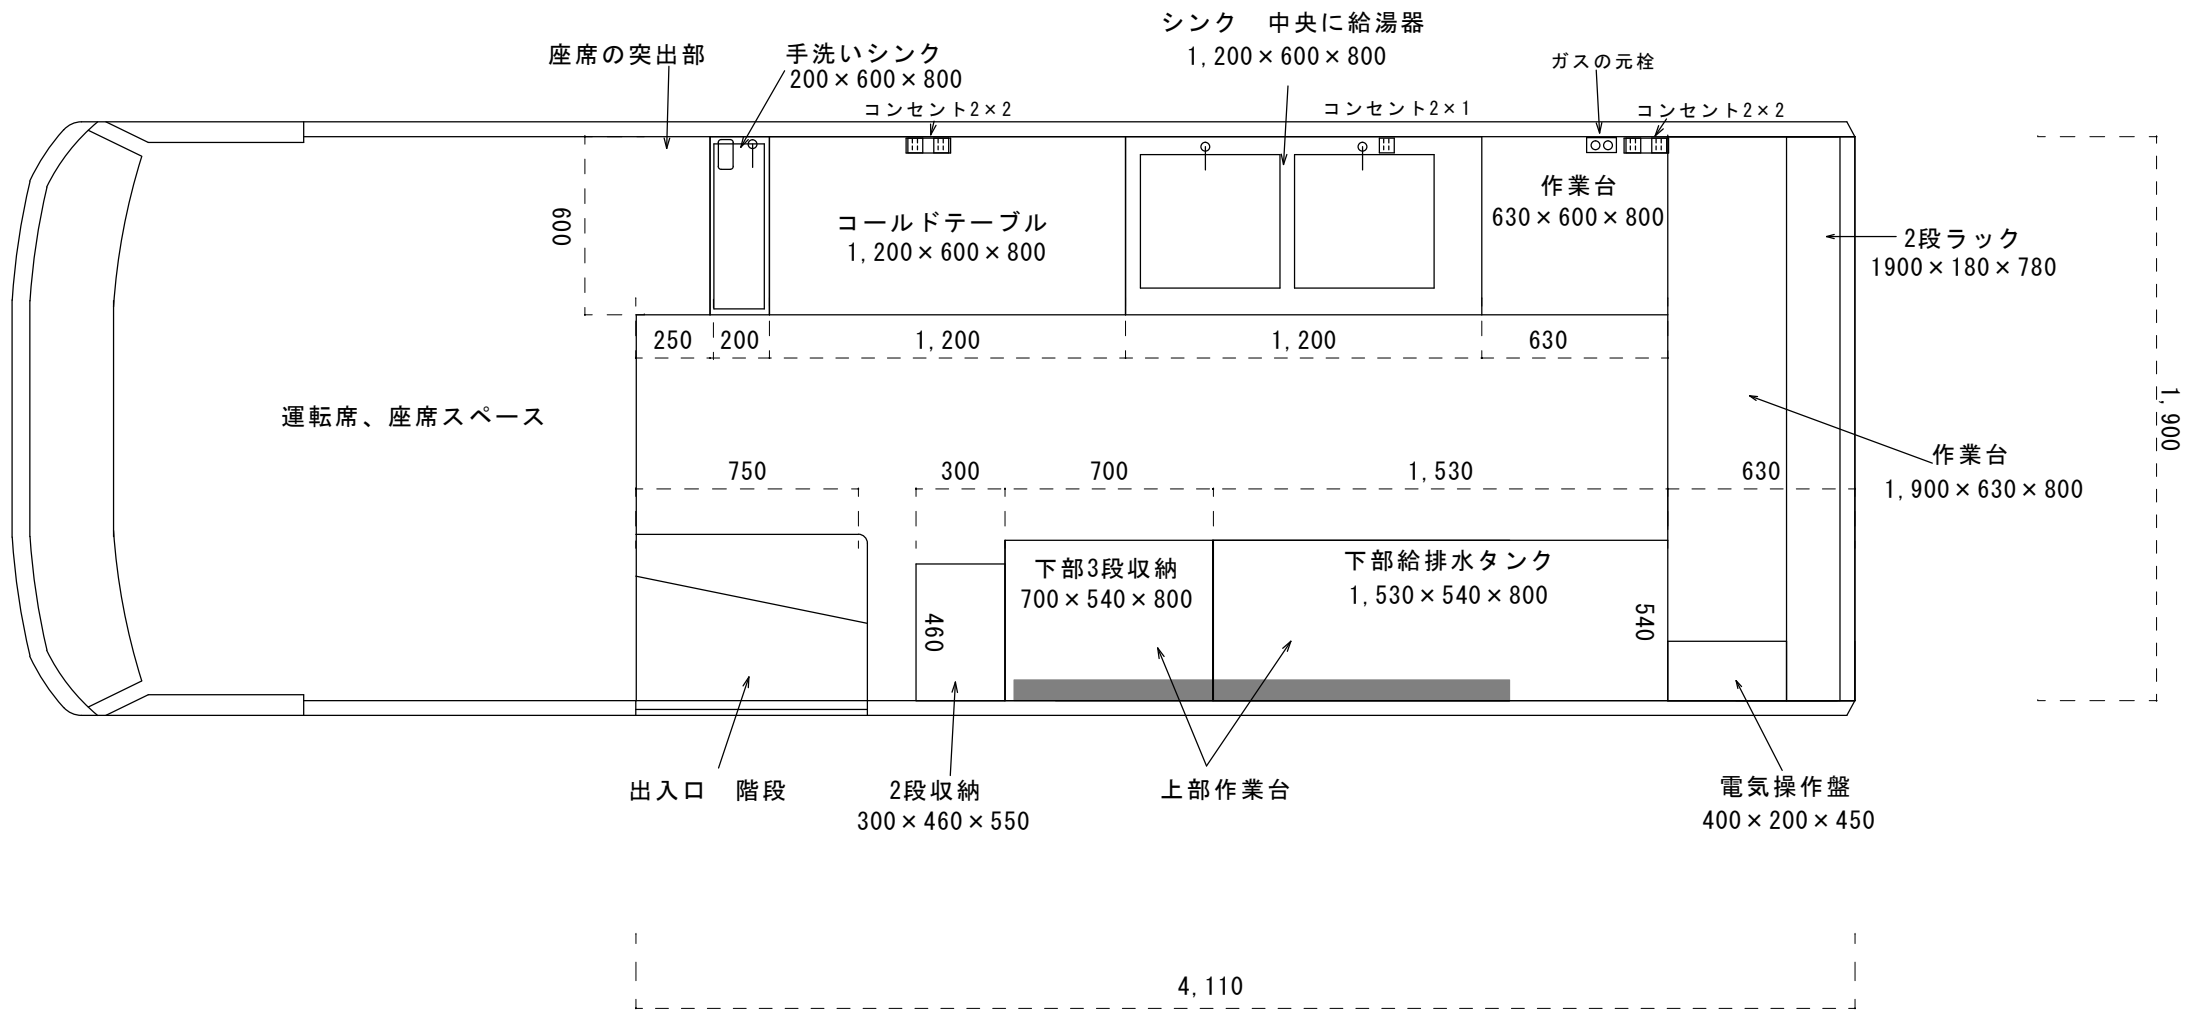 シンク　中央に給湯器
1,200×600×800
座席の突出部
手洗いシンク
200×600×800
ガスの元栓
コンセント2×2
コンセント2×1
コンセント2×2
作業台
630×600×800
コールドテーブル
1,200×600×800
600
2段ラック
1900×180×780
250
200
1,200
1,200
630
運転席、座席スペース
1,900
作業台
1,900×630×800
750
300
700
1,530
630
下部3段収納
700×540×800
下部給排水タンク
1,530×540×800
460
540
出入口　階段
2段収納
300×460×550
上部作業台
電気操作盤
400×200×450
4,110